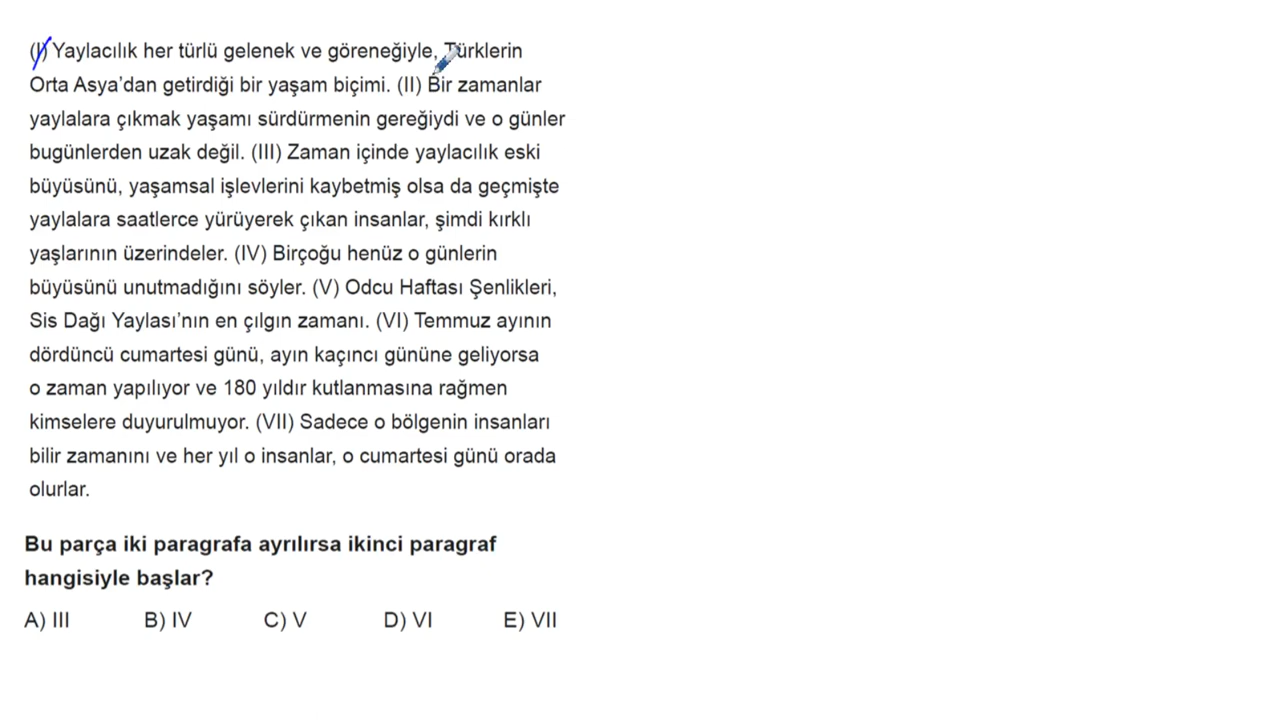 (I) Yaylacılık her türlü gelenek ve göreneğiyle, Türklerin
Orta Asya’dan getirdiği bir yaşam biçimi. (II) Bir zamanlar
yaylalara çıkmak yaşamı sürdürmenin gereğiydi ve o günler
bugünlerden uzak değil. (III) Zaman içinde yaylacılık eski
büyüsünü, yaşamsal işlevlerini kaybetmiş olsa da geçmişte
yaylalara saatlerce yürüyerek çıkan insanlar, şimdi kırklı
yaşlarının üzerindeler. (IV) Birçoğu henüz o günlerin
büyüsünü unutmadığını söyler. (V) Odcu Haftası Şenlikleri,
Sis Dağı Yaylası’nın en çılgın zamanı. (VI) Temmuz ayının
dördüncü cumartesi günü, ayın kaçıncı gününe geliyorsa
o zaman yapılıyor ve 180 yıldır kutlanmasına rağmen
kimselere duyurulmuyor. (VII) Sadece o bölgenin insanları
bilir zamanını ve her yıl o insanlar, o cumartesi günü orada
olurlar.
Bu parça iki paragrafa ayrılırsa ikinci paragraf
hangisiyle başlar?
A) III B) IV C) V D) VI E) VII